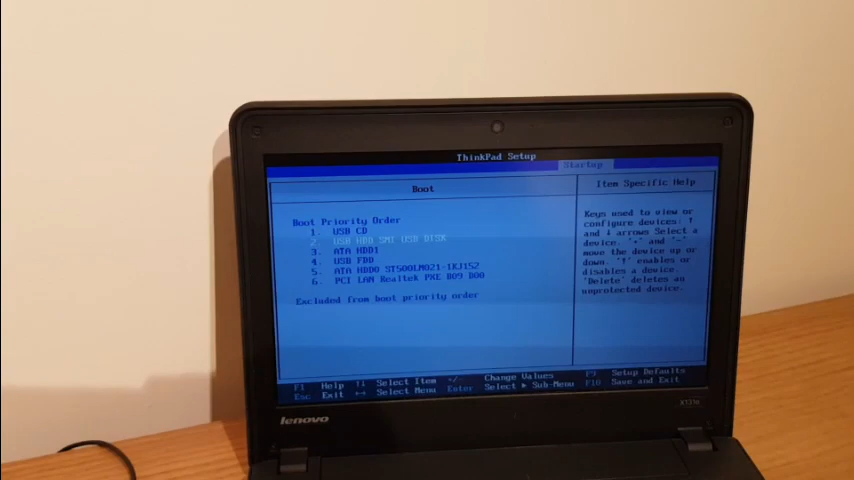 ThinkPad Setup
Startup
Boot
Item Specific Help
Boot Priority Order
1. USB CD
2. USB HDD SMI USB DISK
3. ATA HDD1
4. USB FDD
5. ATA HDD0 ST500LM021-1KJ152
6. PCI LAN Realtek PXE B09 D00
Excluded from boot priority order
Keys used to view or
configure devices: ↑
and ↓ arrows Select a
device. '+' and '-'
move the device up or
down. '!' enables or
disables a device.
'Delete' deletes an
unprotected device.
F1 Help ↑↓ Select Item +/- Change Values F9 Setup Defaults
Esc Exit ↔ Select Menu Enter Select ▶ Sub-Menu F10 Save and Exit
lenovo
X131e